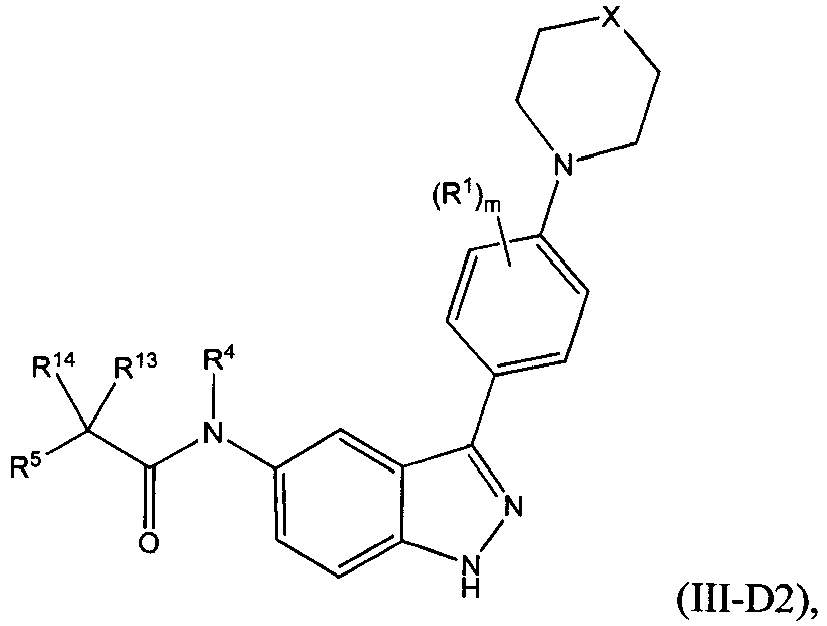 X
N
(R¹)ₘ
R¹⁴ R¹³ R⁴
R⁵ N
N
O
N
H
(III-D2),